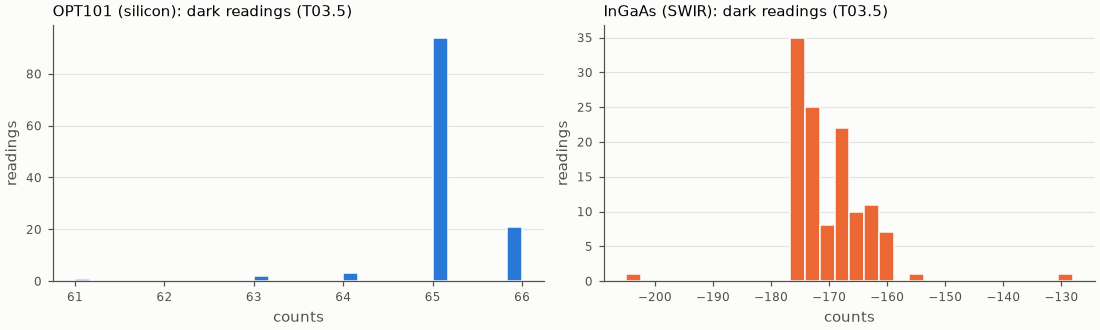 OPT101 (silicon): dark readings (T03.5)
readings
80
60
40
20
0
61 62 63 64 65 66
counts
InGaAs (SWIR): dark readings (T03.5)
readings
35
30
25
20
15
10
5
0
−200 −190 −180 −170 −160 −150 −140 −130
counts